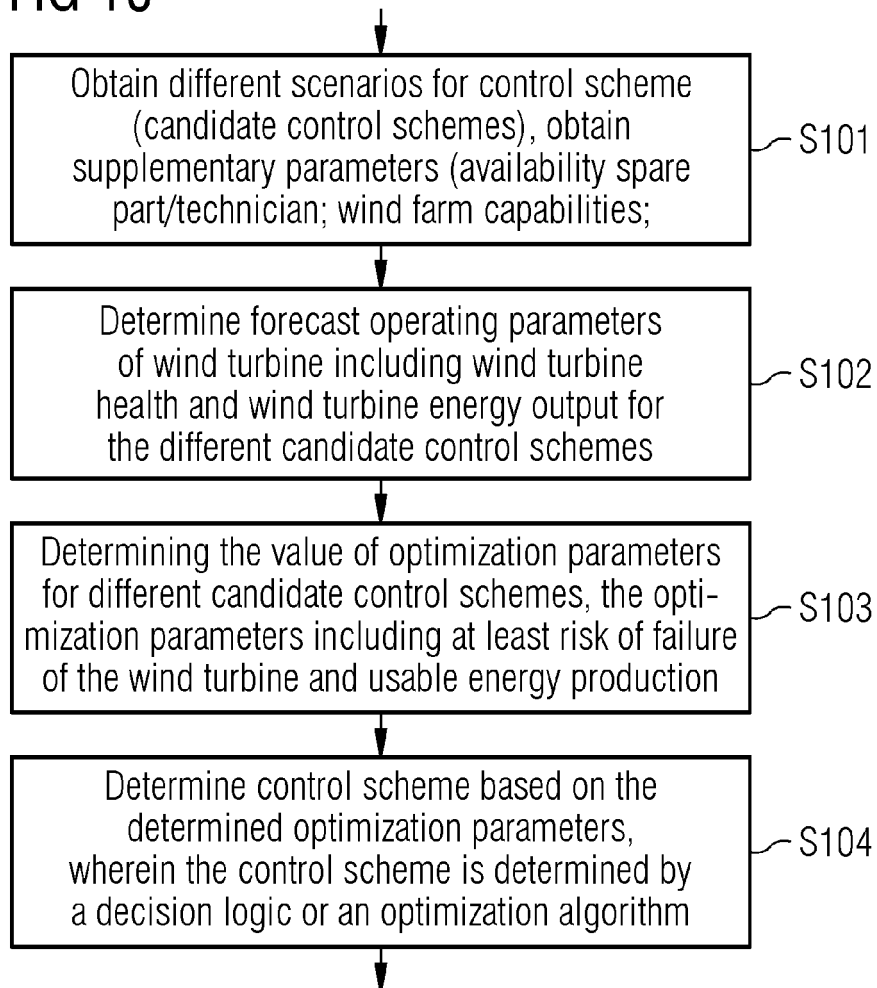 Obtain different scenarios for control scheme
(candidate control schemes), obtain
supplementary parameters (availability spare
part/technician; wind farm capabilities;
S101
Determine forecast operating parameters
of wind turbine including wind turbine
health and wind turbine energy output for
the different candidate control schemes
S102
Determining the value of optimization parameters
for different candidate control schemes, the opti-
mization parameters including at least risk of failure
of the wind turbine and usable energy production
S103
Determine control scheme based on the
determined optimization parameters,
wherein the control scheme is determined by
a decision logic or an optimization algorithm
S104